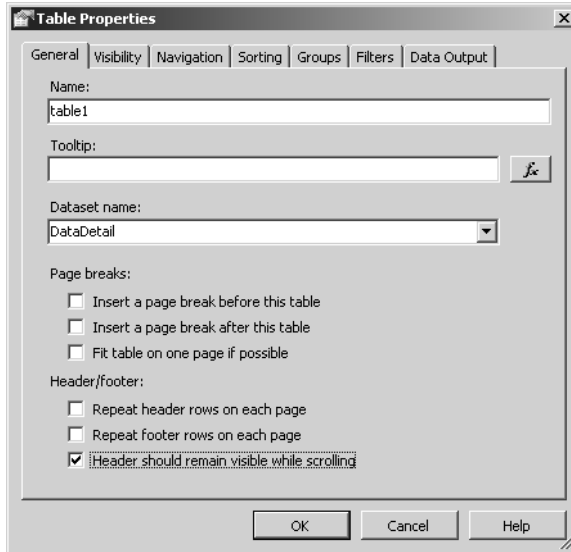 Table Properties
General Visibility Navigation Sorting Groups Filters Data Output
Name:
table1
Tooltip:
fx
Dataset name:
DataDetail
Page breaks:
Insert a page break before this table
Insert a page break after this table
Fit table on one page if possible
Header/footer:
Repeat header rows on each page
Repeat footer rows on each page
Header should remain visible while scrolling
OK Cancel Help